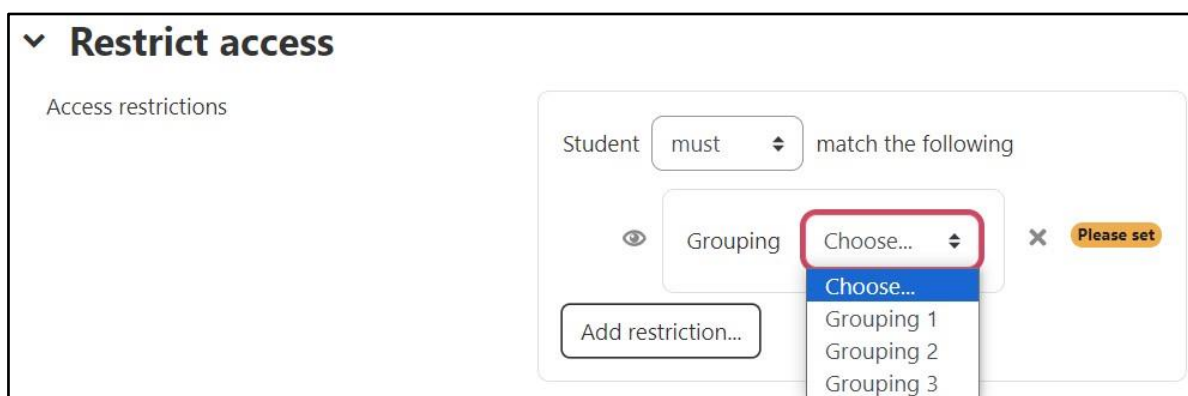 Restrict access
Access restrictions
Student must match the following
Grouping Choose... Please set
Choose...
Grouping 1
Add restriction...
Grouping 2
Grouping 3